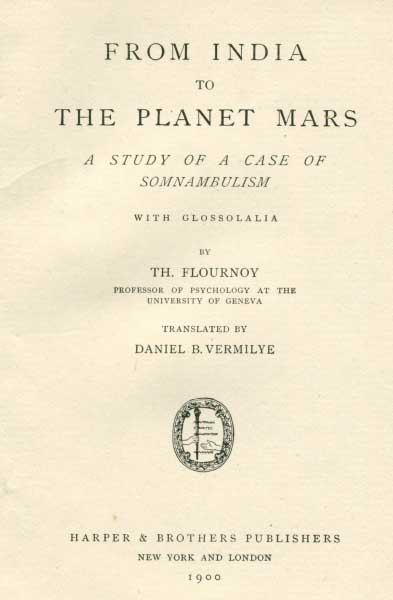 FROM INDIA
TO
THE PLANET MARS
A STUDY OF A CASE OF
SOMNAMBULISM
WITH GLOSSOLALIA
BY
TH. FLOURNOY
PROFESSOR OF PSYCHOLOGY AT THE
UNIVERSITY OF GENEVA
TRANSLATED BY
DANIEL B. VERMILYE
HARPER & BROTHERS PUBLISHERS
NEW YORK AND LONDON
1900